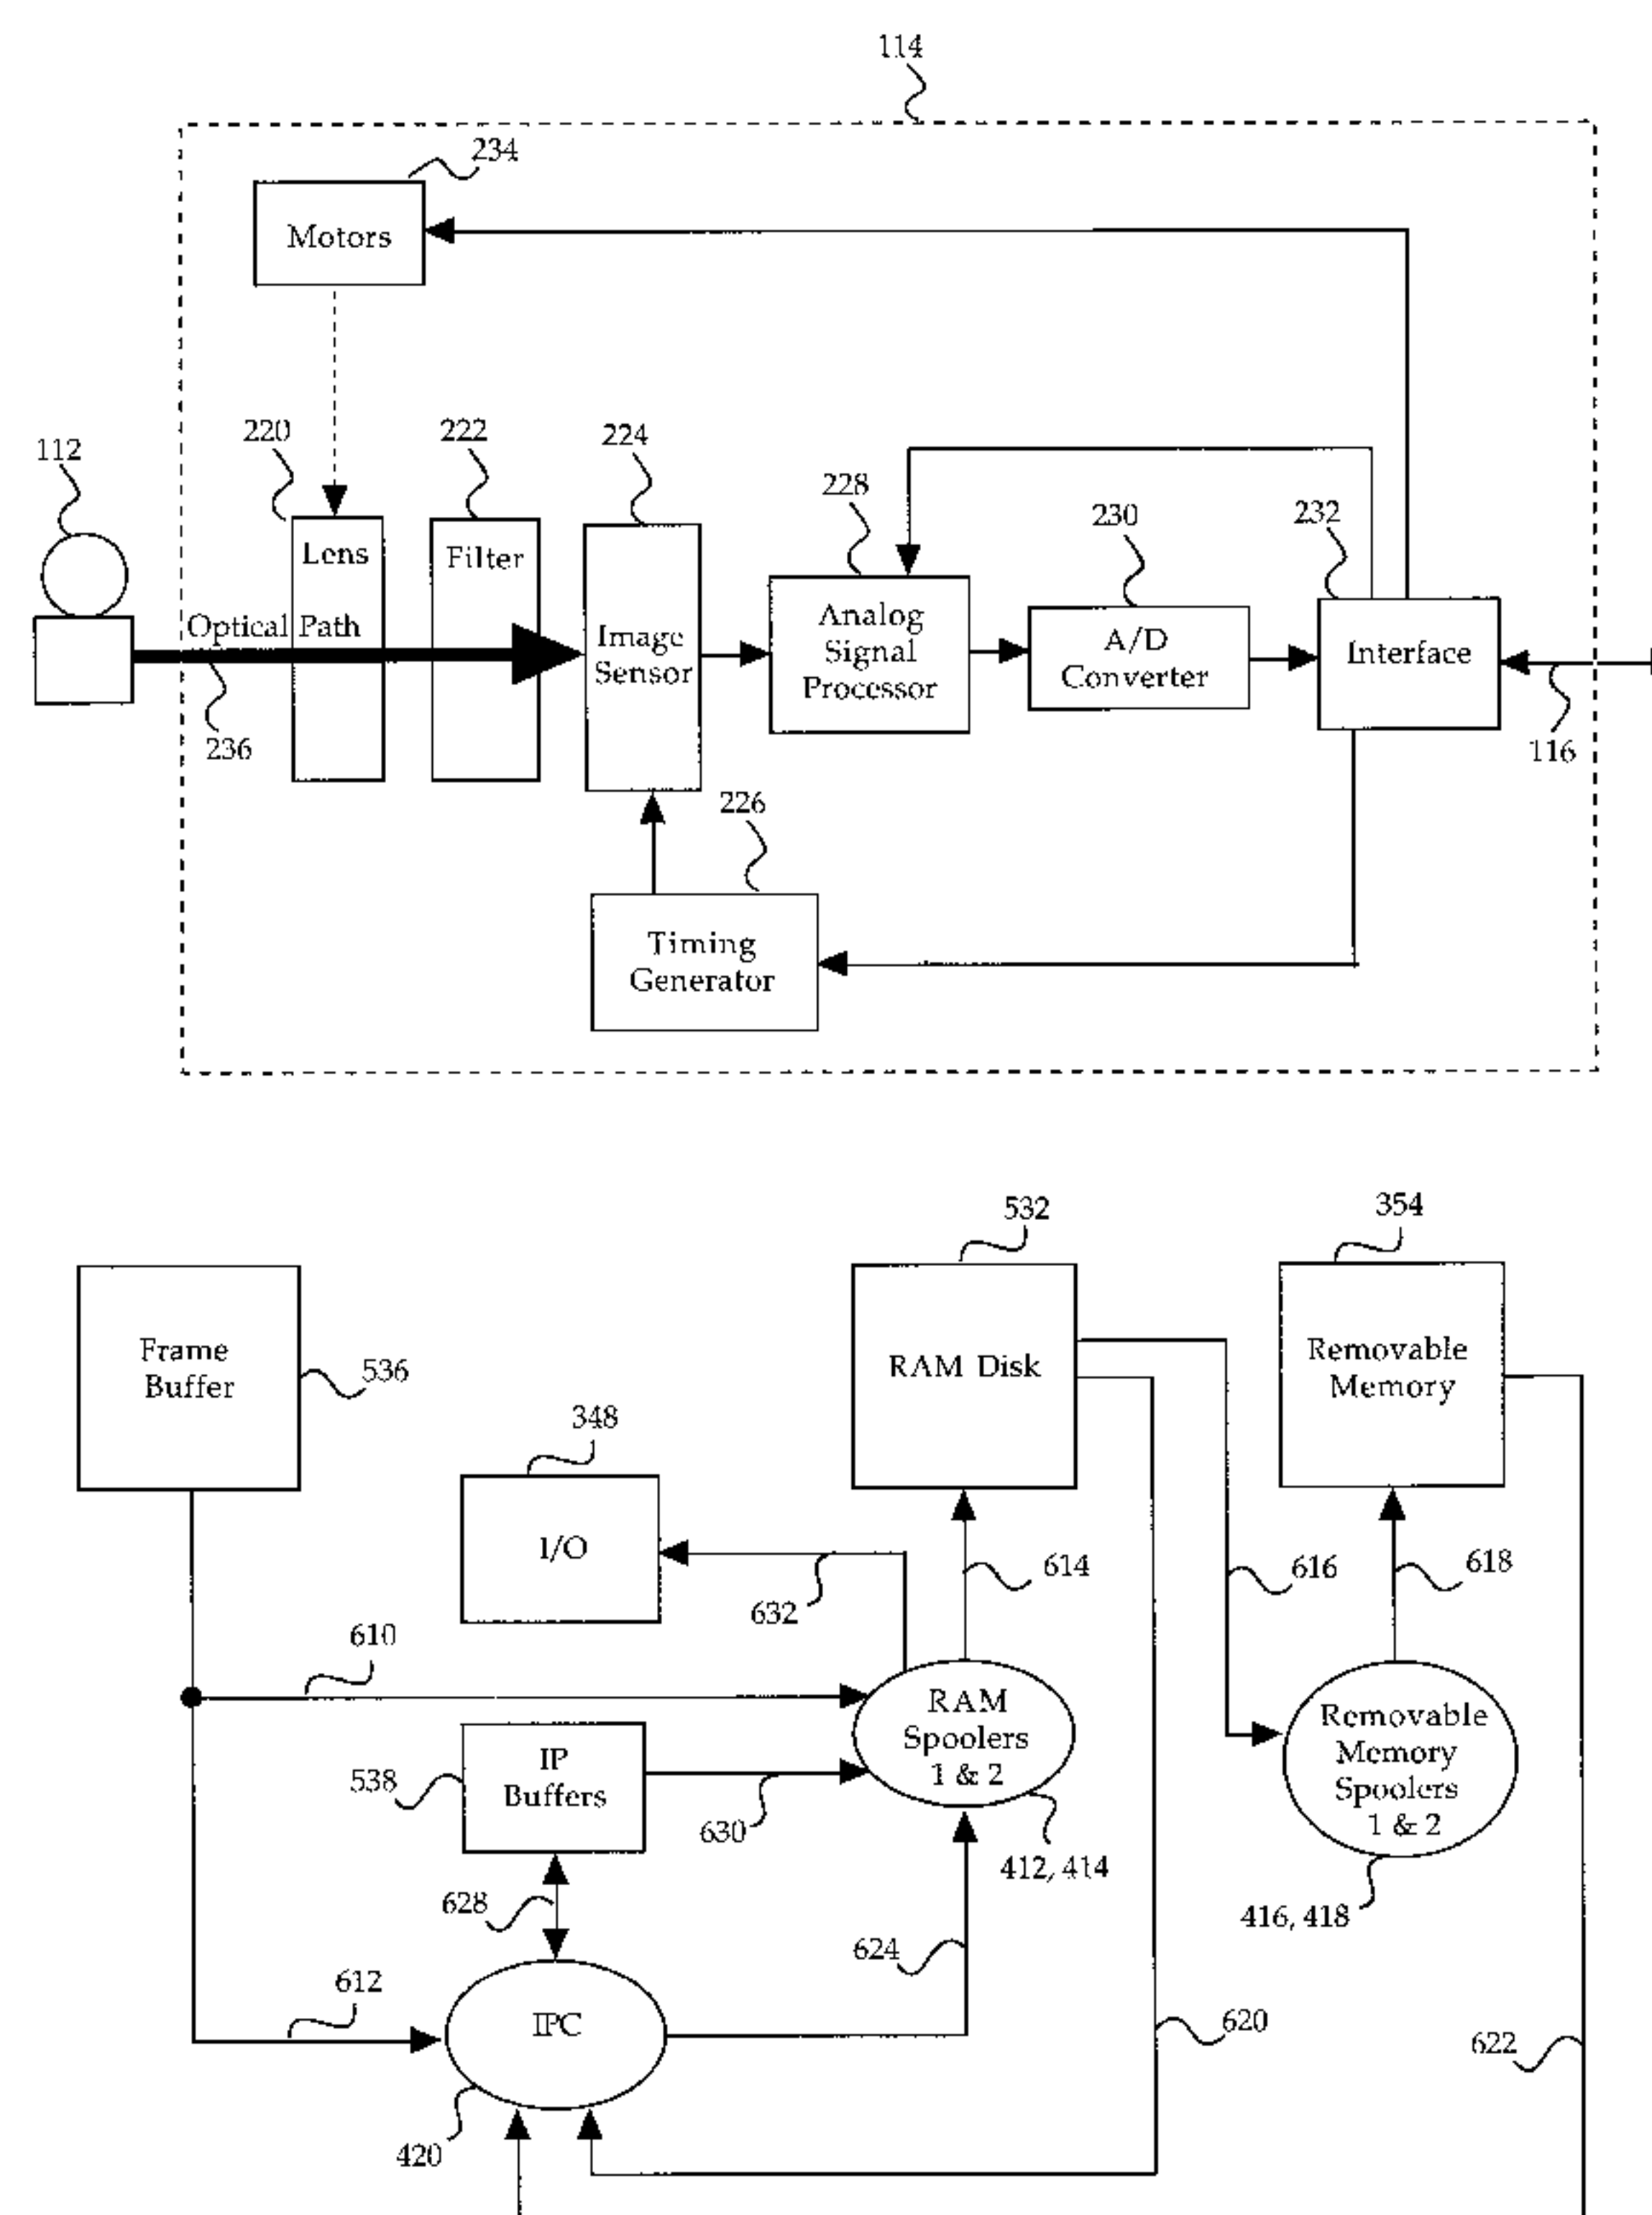 114
234
Motors
112
220
222
224
228
230
232
Lens
Filter
Optical Path
Image
Sensor
Analog
Signal
Processor
A/D
Converter
Interface
236
116
226
Timing
Generator
532
354
Frame
Buffer
536
RAM Disk
Removable
Memory
348
I/O
632
614
616
618
610
RAM
Spoolers
1 & 2
Removable
Memory
Spoolers
1 & 2
IP
Buffers
538
630
412, 414
416, 418
628
624
612
IPC
620
622
420